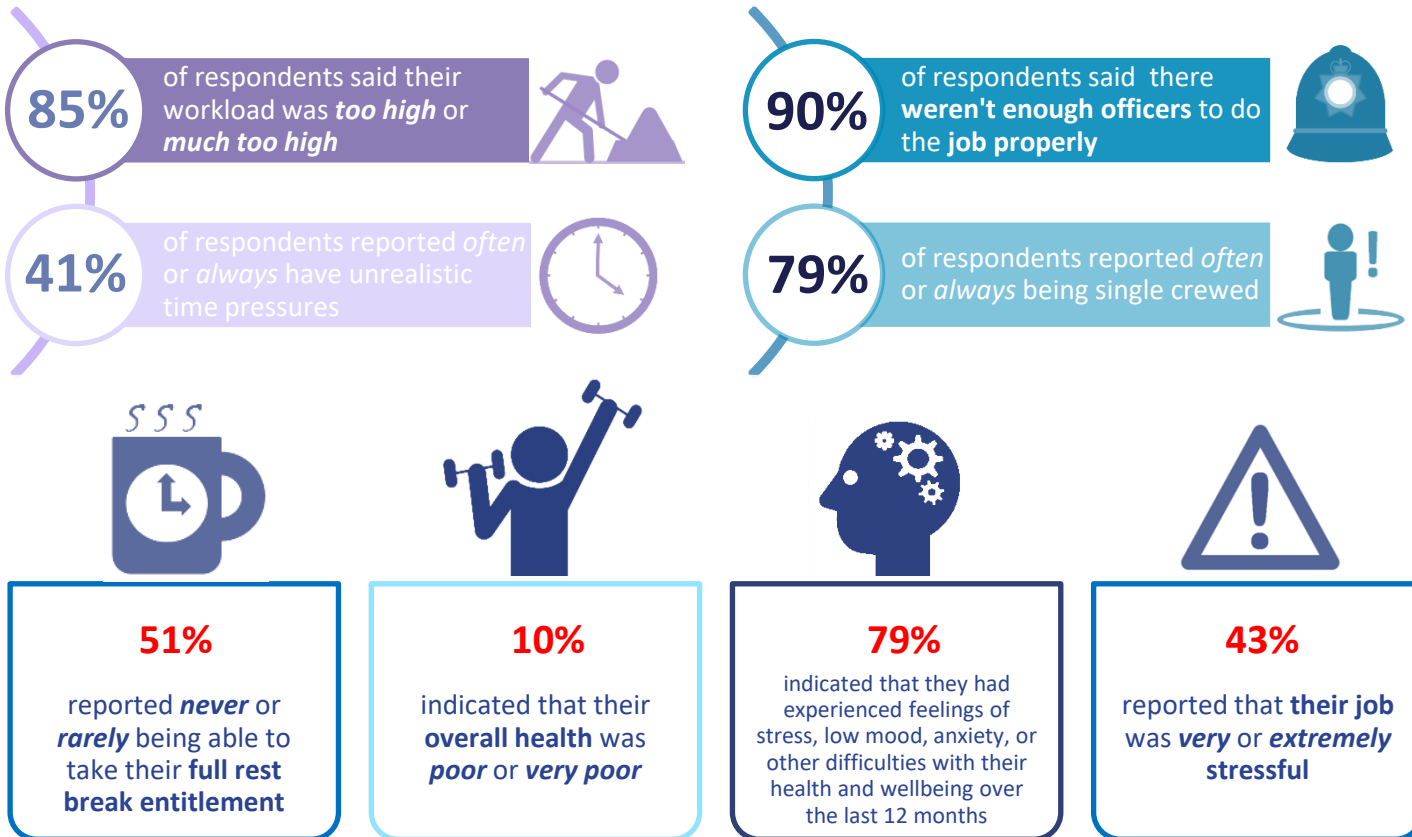 85%
of respondents said their
workload was too high or
much too high
90%
of respondents said there
weren't enough officers to do
the job properly
41%
of respondents reported often
or always have unrealistic
time pressures
79%
of respondents reported often
or always being single crewed
51%
reported never or
rarely being able to
take their full rest
break entitlement
10%
indicated that their
overall health was
poor or very poor
79%
indicated that they had
experienced feelings of
stress, low mood, anxiety, or
other difficulties with their
health and wellbeing over
the last 12 months
43%
reported that their job
was very or extremely
stressful